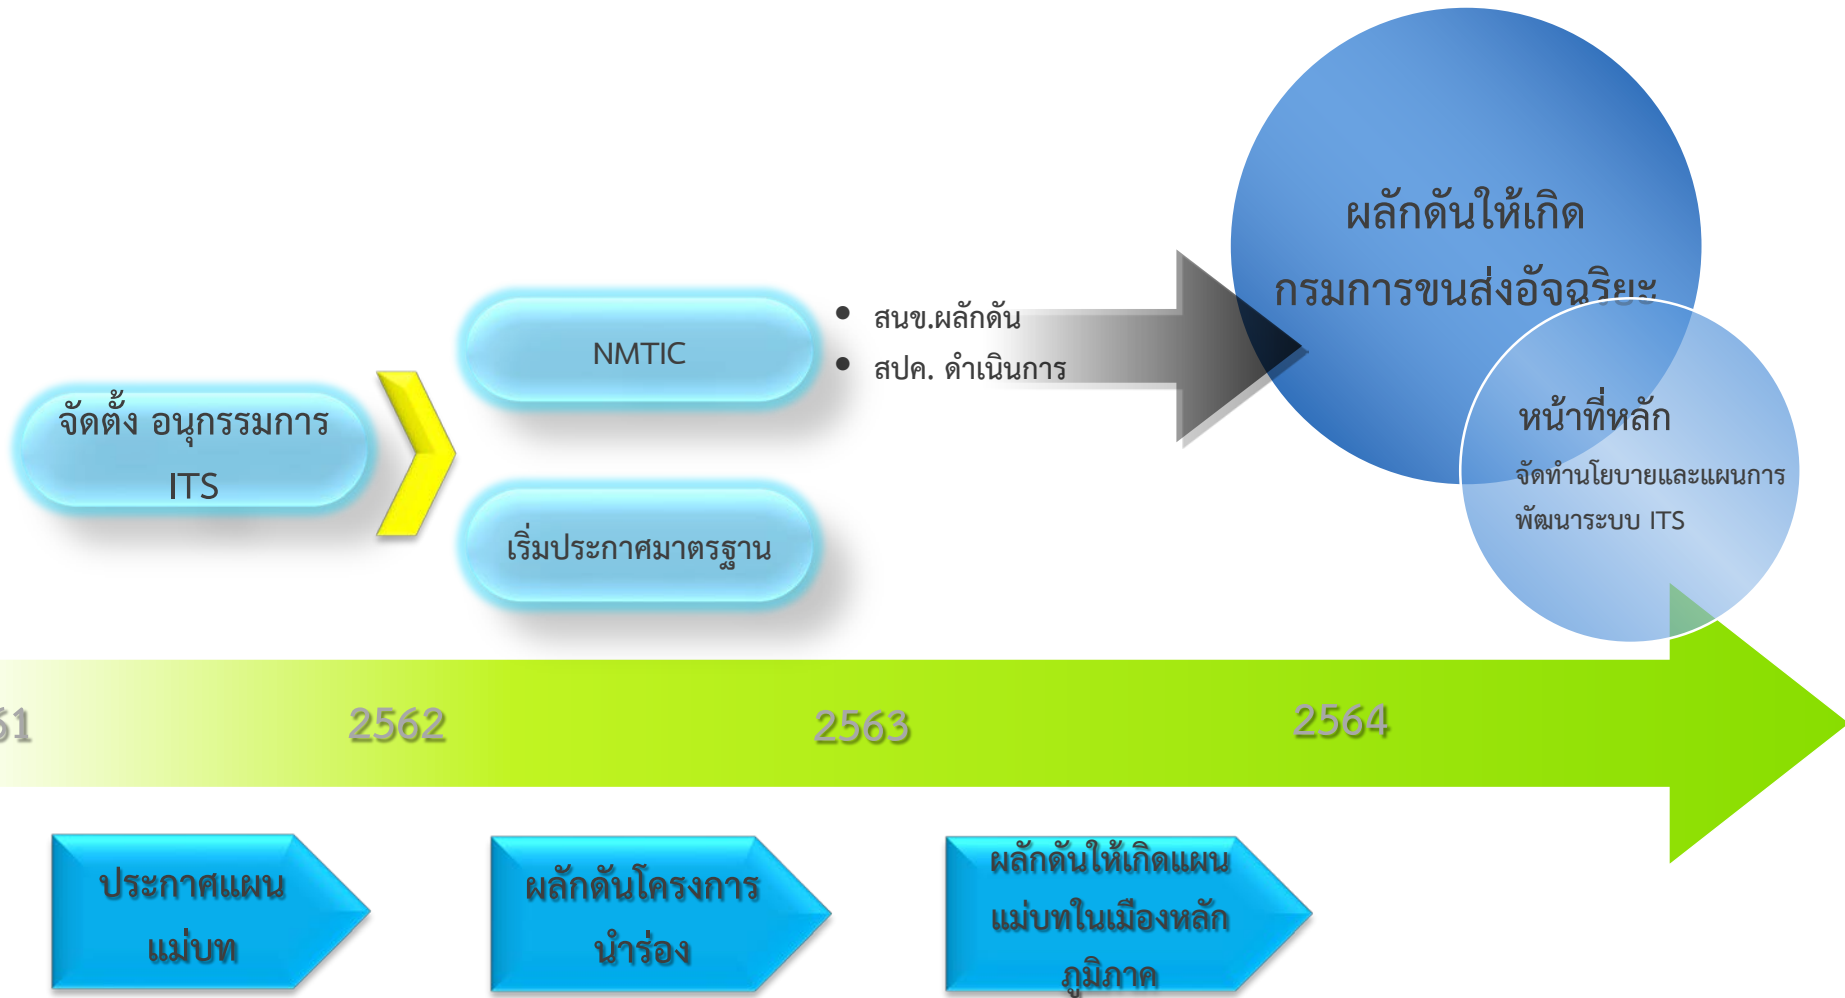 ผลักดันให้เกิด
กรมการขนส่งอัจฉริยะ
NMTIC
• สนข.ผลักดัน
• สปค. ดำเนินการ
จัดตั้ง อนุกรรมการ
ITS
หน้าที่หลัก
จัดทำนโยบายและแผนการ
พัฒนาระบบ ITS
เริ่มประกาศมาตรฐาน
61
2562
2563
2564
ประกาศแผน
แม่บท
ผลักดันโครงการ
นำร่อง
ผลักดันให้เกิดแผน
แม่บทในเมืองหลัก
ภูมิภาค